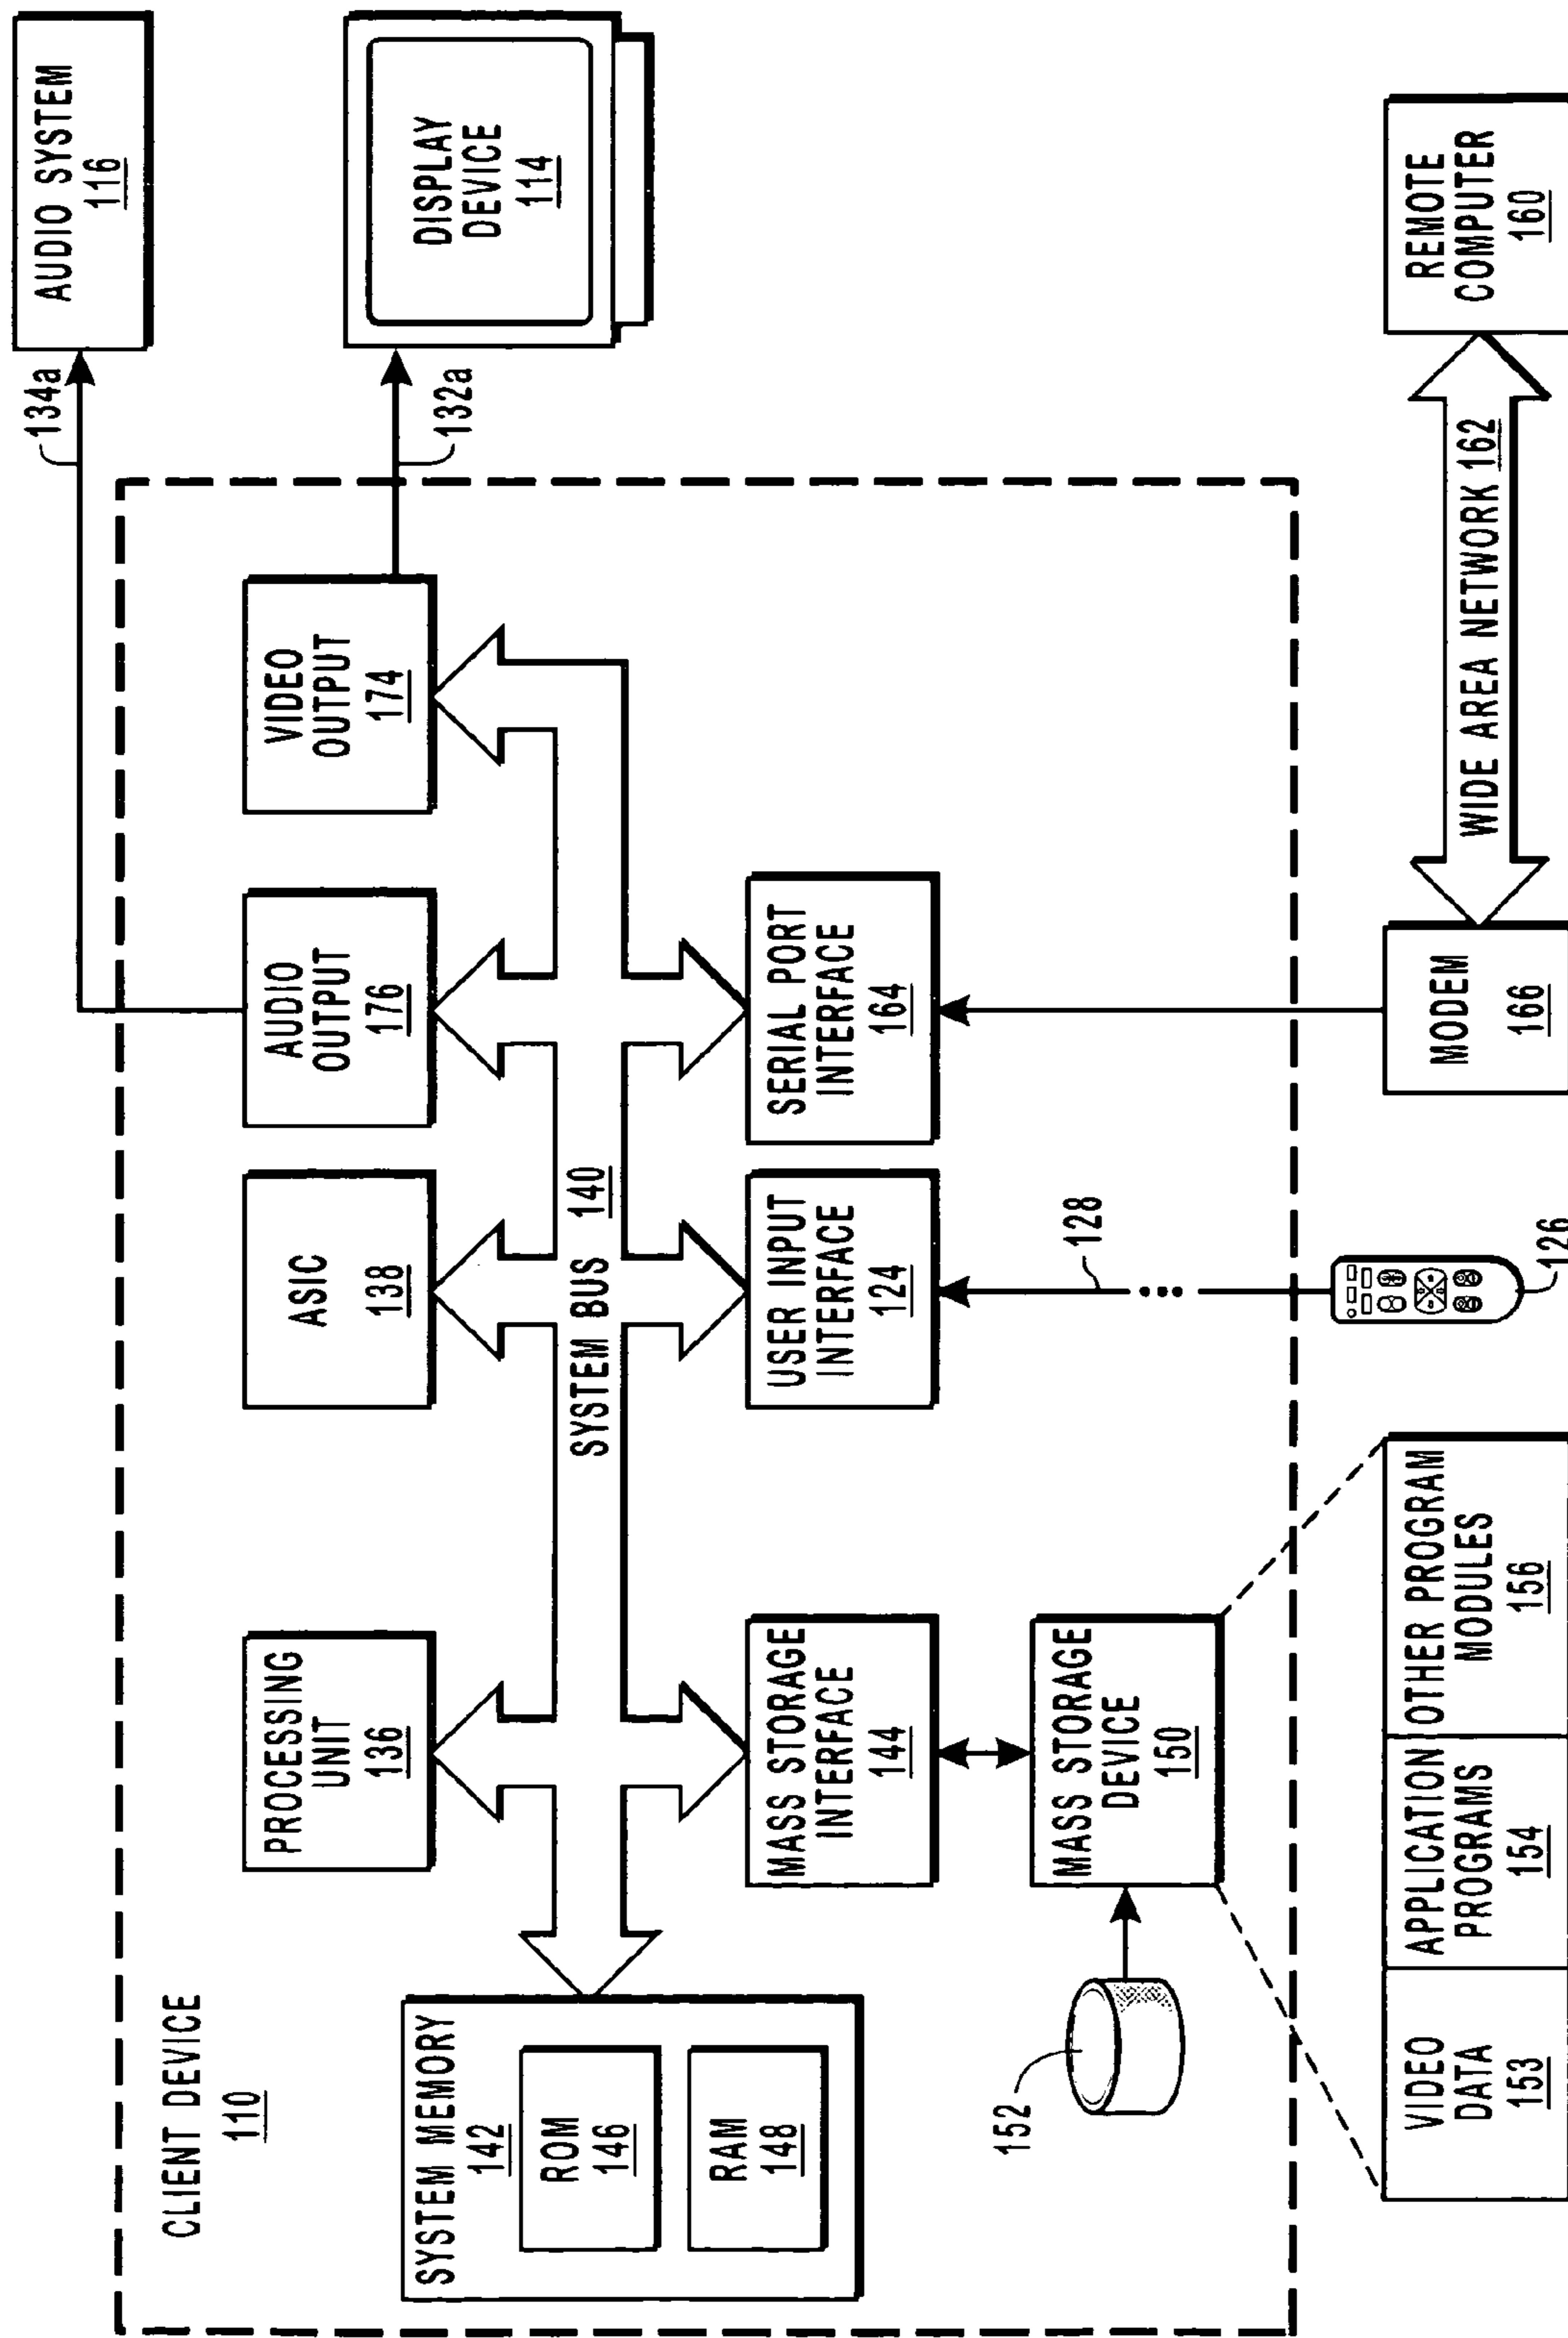 CLIENT DEVICE
110
AUDIO SYSTEM
116
134a
DISPLAY
DEVICE
114
132a
PROCESSING
UNIT
136
ASIC
138
AUDIO
OUTPUT
176
VIDEO
OUTPUT
174
SYSTEM MEMORY
142
ROM
146
RAM
148
SYSTEM BUS 140
MASS STORAGE
INTERFACE
144
USER INPUT
INTERFACE
124
SERIAL PORT
INTERFACE
164
152
MASS STORAGE
DEVICE
150
128
VIDEO
DATA
153
APPLICATION
PROGRAMS
154
OTHER PROGRAM
MODULES
156
126
MODEM
166
WIDE AREA NETWORK 162
REMOTE
COMPUTER
160